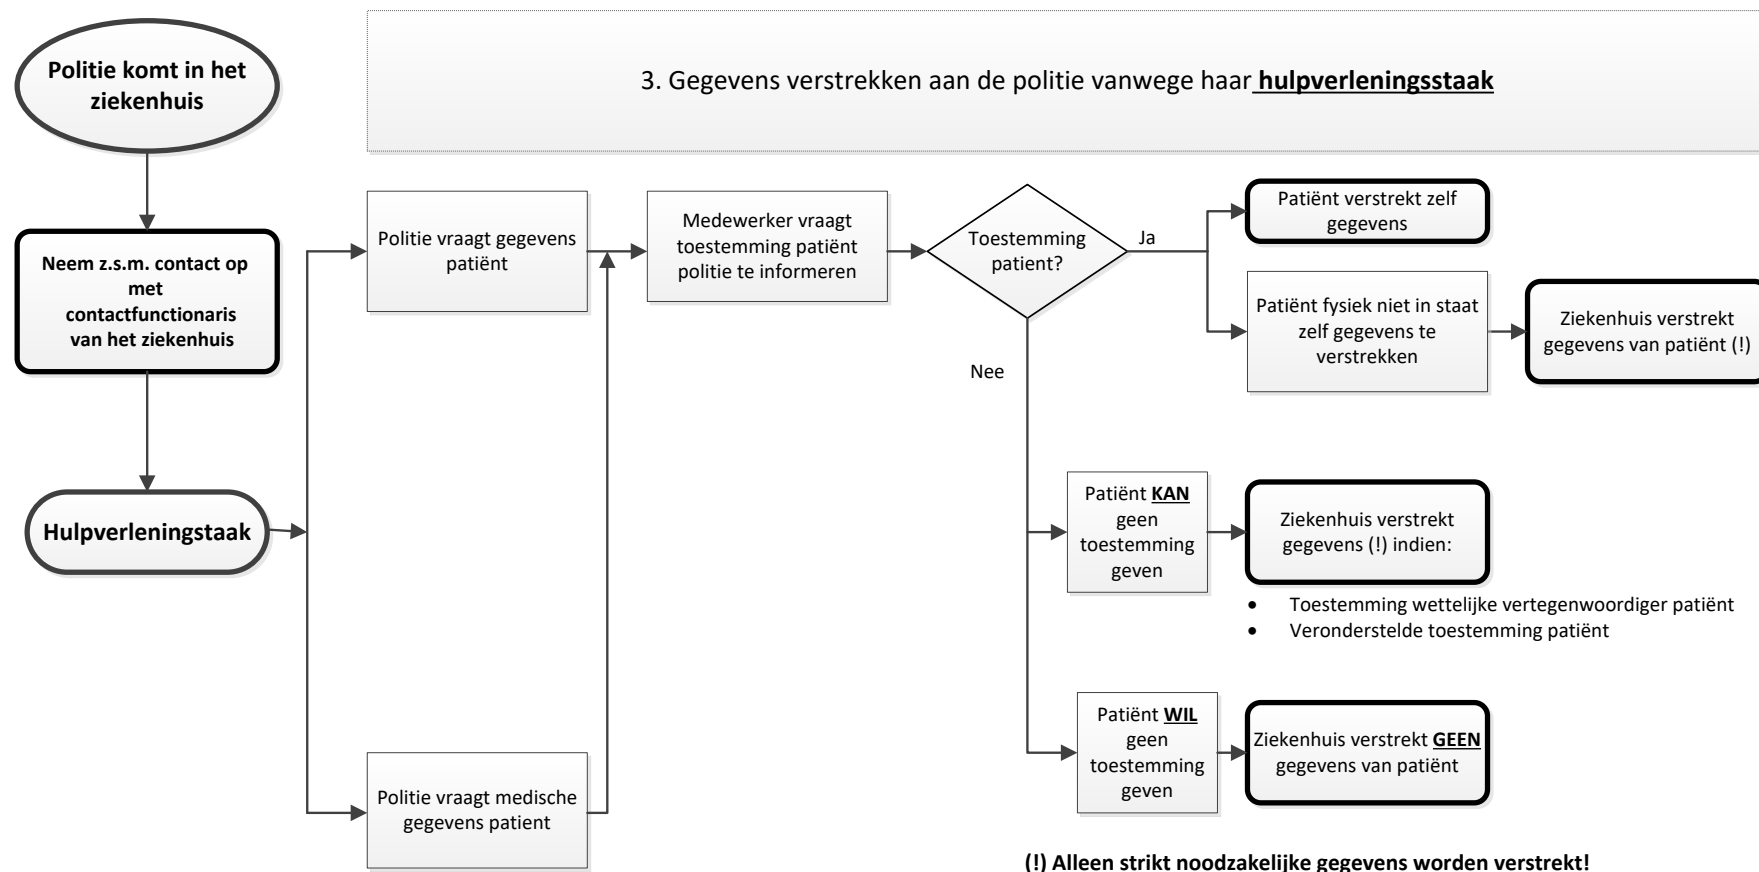 Politie komt in het
ziekenhuis
3. Gegevens verstrekken aan de politie vanwege haar hulpverleningsstaak
Neem z.s.m. contact op
met
contactfunctionaris
van het ziekenhuis
Hulpverleningstaak
Politie vraagt gegevens
patiënt
Medewerker vraagt
toestemming patiënt
politie te informeren
Toestemming
patient?
Ja
Patiënt verstrekt zelf
gegevens
Patiënt fysiek niet in staat
zelf gegevens te
verstrekken
Ziekenhuis verstrekt
gegevens van patiënt (!)
Nee
Patiënt KAN
geen
toestemming
geven
Ziekenhuis verstrekt
gegevens (!) indien:
• Toestemming wettelijke vertegenwoordiger patiënt
• Veronderstelde toestemming patiënt
Patiënt WIL
geen
toestemming
geven
Ziekenhuis verstrekt GEEN
gegevens van patiënt
Politie vraagt medische
gegevens patient
(!) Alleen strikt noodzakelijke gegevens worden verstrekt!